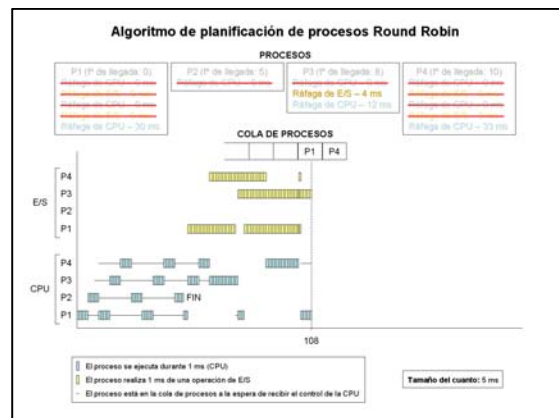 Algoritmo de planificación de procesos Round Robin
PROCESOS
P1 (tº de llegada: 0)
P2 (tº de llegada: 5)
P3 (tº de llegada: 8)
P4 (tº de llegada: 10)
Ráfaga de E/S – 4 ms
Ráfaga de CPU – 12 ms
Ráfaga de CPU – 30 ms
Ráfaga de CPU – 33 ms
COLA DE PROCESOS
P1 P4
E/S
P4
P3
P2
P1
CPU
P4
P3
P2 FIN
P1
108
El proceso se ejecuta durante 1 ms (CPU)
El proceso realiza 1 ms de una operación de E/S
El proceso está en la cola de procesos a la espera de recibir el control de la CPU
Tamaño del cuanto: 5 ms